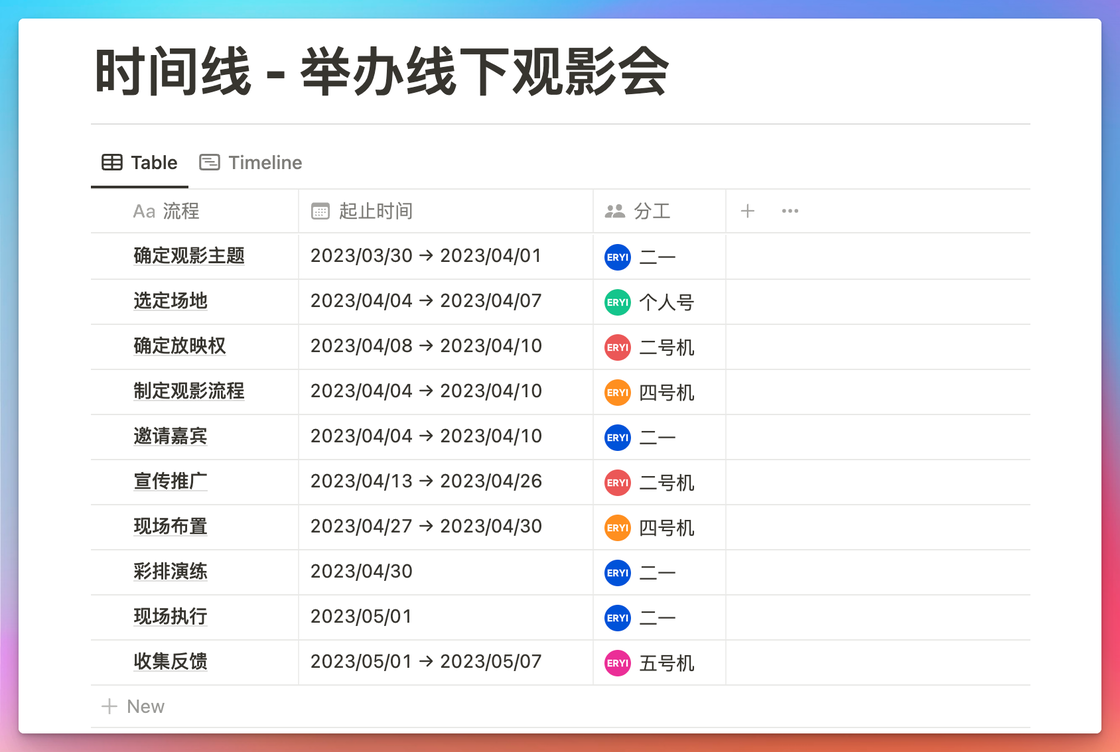 时间线 - 举办线下观影会
Table Timeline
Aa 流程 起止时间 分工
确定观影主题 2023/03/30 → 2023/04/01 ERYI 二一
选定场地 2023/04/04 → 2023/04/07 ERYI 个人号
确定放映权 2023/04/08 → 2023/04/10 ERYI 二号机
制定观影流程 2023/04/04 → 2023/04/10 ERYI 四号机
邀请嘉宾 2023/04/04 → 2023/04/10 ERYI 二一
宣传推广 2023/04/13 → 2023/04/26 ERYI 二号机
现场布置 2023/04/27 → 2023/04/30 ERYI 四号机
彩排演练 2023/04/30 ERYI 二一
现场执行 2023/05/01 ERYI 二一
收集反馈 2023/05/01 → 2023/05/07 ERYI 五号机
New